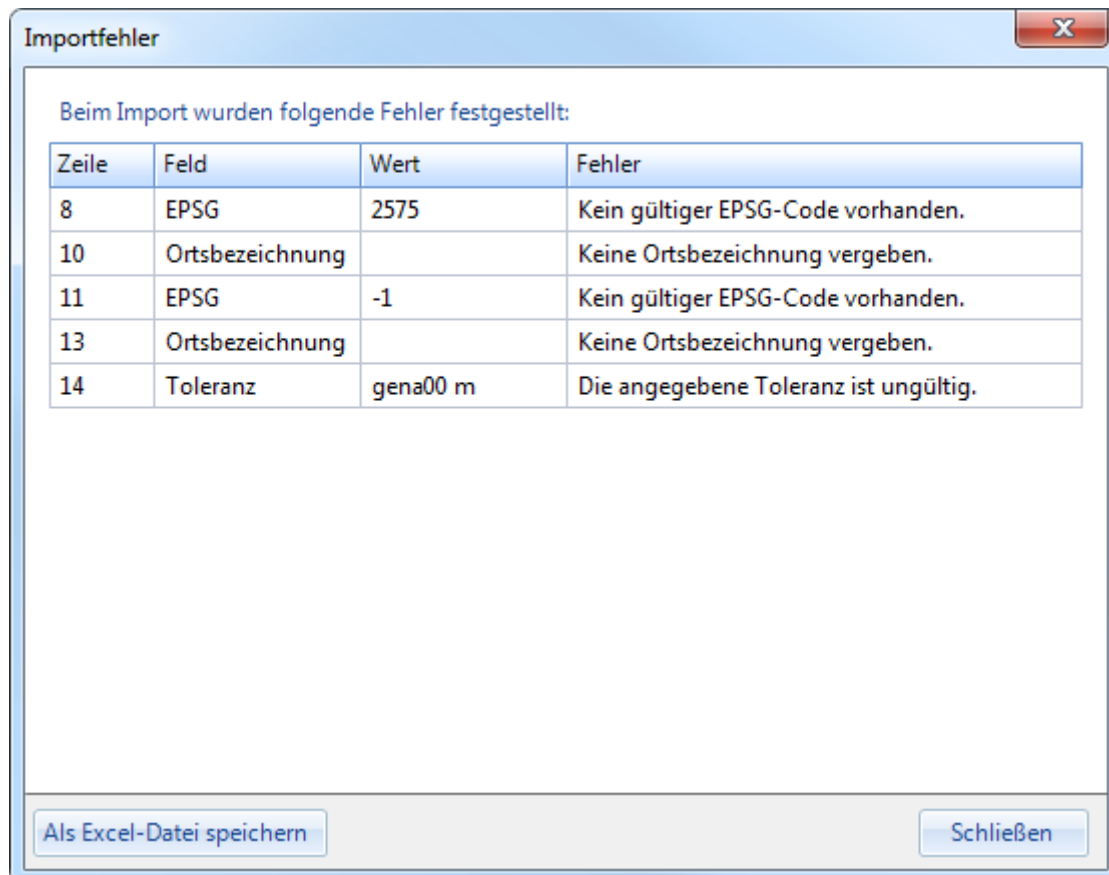 Importfehler
Beim Import wurden folgende Fehler festgestellt:
Zeile Feld Wert Fehler
8 EPSG 2575 Kein gültiger EPSG-Code vorhanden.
10 Ortsbezeichnung Keine Ortsbezeichnung vergeben.
11 EPSG -1 Kein gültiger EPSG-Code vorhanden.
13 Ortsbezeichnung Keine Ortsbezeichnung vergeben.
14 Toleranz gena00 m Die angegebene Toleranz ist ungültig.
Als Excel-Datei speichern Schließen